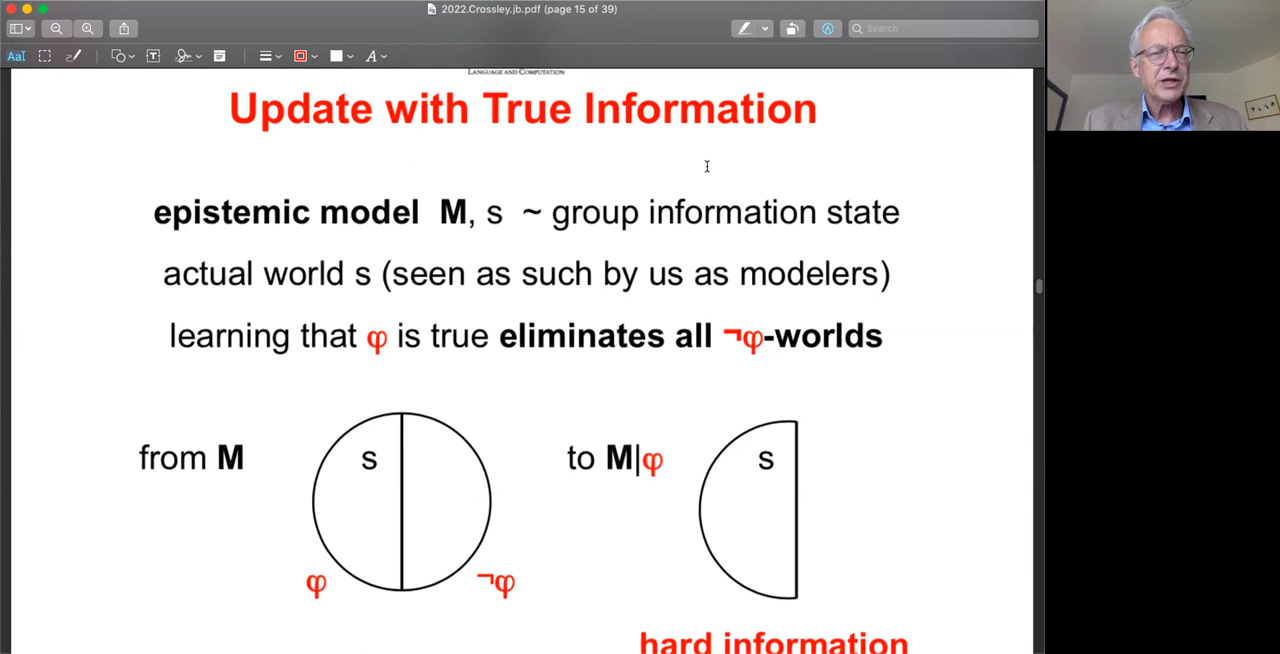 2022.Crossley.jb.pdf (page 15 of 39)
Search
AaI
A
LANGUAGE AND COMPUTATION
Update with True Information
epistemic model M, s ~ group information state
actual world s (seen as such by us as modelers)
learning that φ is true eliminates all ¬φ-worlds
from M s to M|φ s
φ ¬φ
hard information